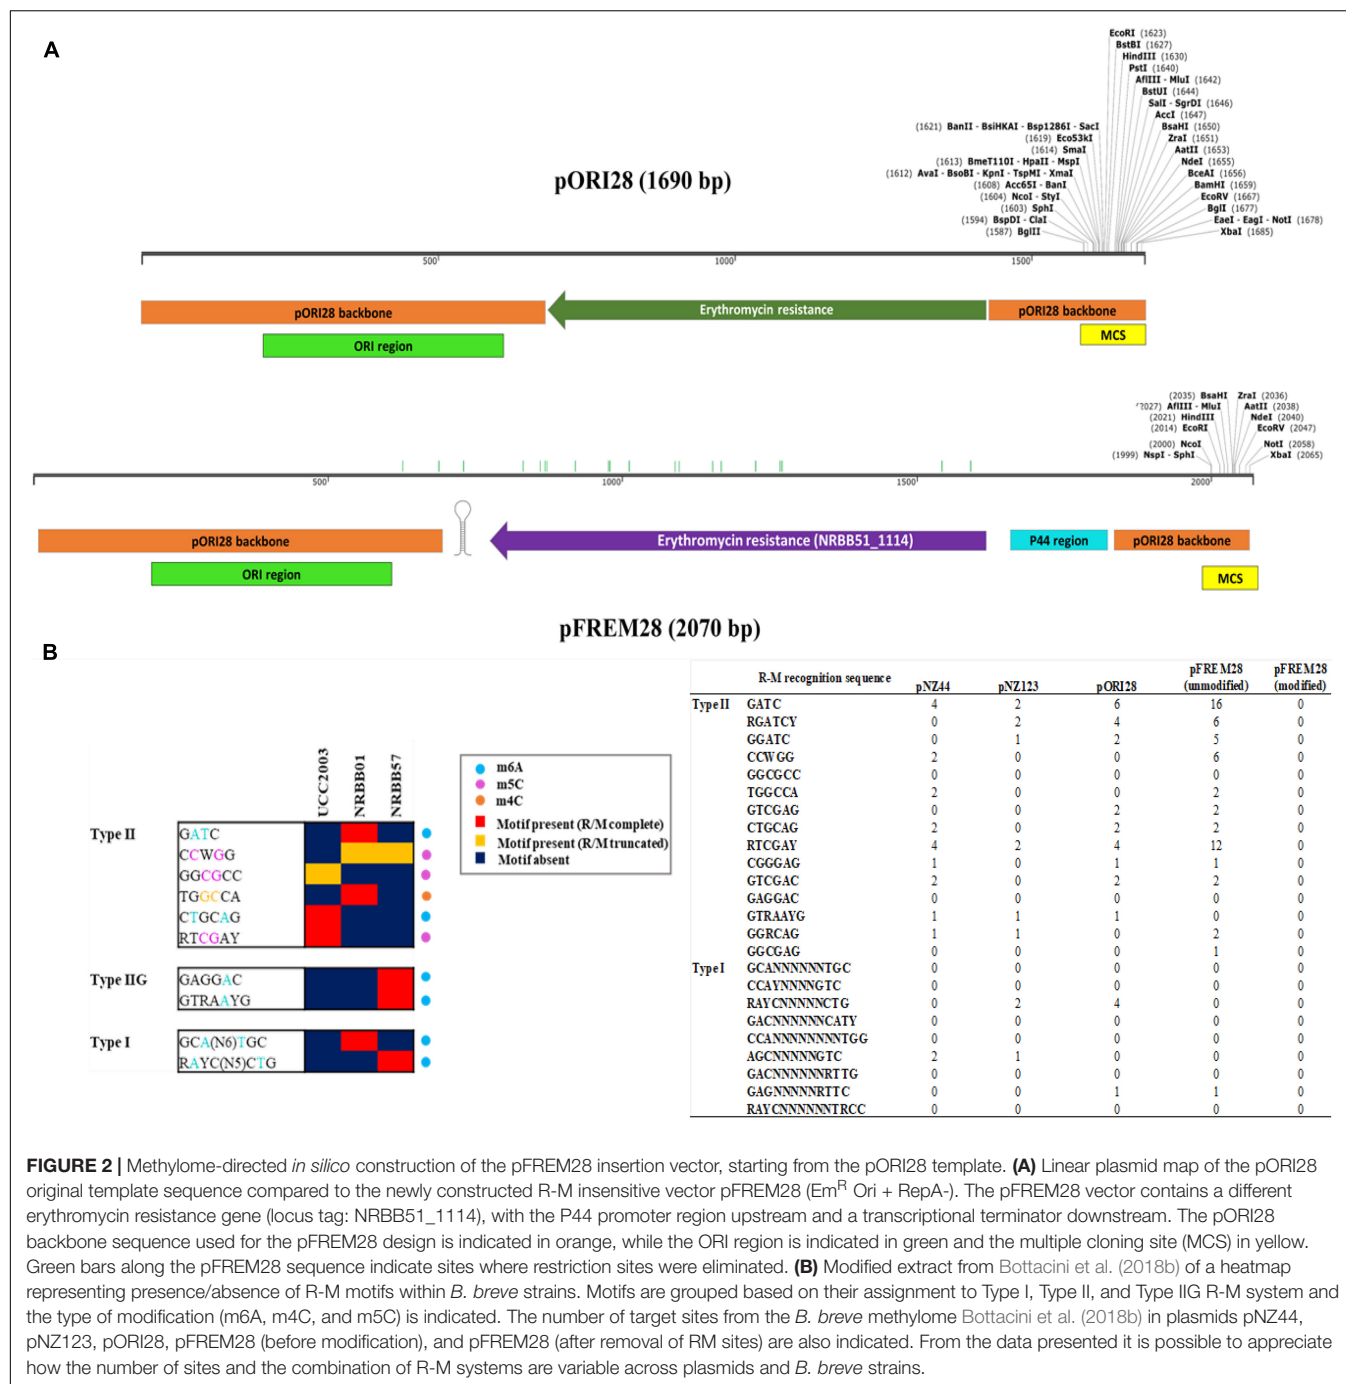 A
EcoRI (1623)
BstBI (1627)
HindIII (1630)
PstI (1640)
AflIII - MluI (1642)
BstUI (1644)
SalI - SgrDI (1646)
AccI (1647)
(1621) BanII - BsiHKAI - Bsp1286I - SacI
BsaHI (1650)
(1619) Eco53kI
ZraI (1651)
(1614) SmaI
AatII (1653)
(1613) BmeT110I - HpaII - MspI
NdeI (1655)
(1612) AvaI - BsoBI - KpnI - TspMI - XmaI
BceAI (1656)
(1608) Acc65I - BanI
BamHI (1659)
(1604) NcoI - StyI
EcoRV (1667)
(1603) SphI
BglI (1677)
(1594) BspDI - ClaI
EaeI - EagI - NotI (1678)
(1587) BglII
XbaI (1685)
pORI28 (1690 bp)
500 1000 1500
pORI28 backbone Erythromycin resistance pORI28 backbone
ORI region MCS
(2035) BsaHI ZraI (2036)
(2027) AflIII - MluI AatII (2038)
(2021) HindIII NdeI (2040)
(2014) EcoRI EcoRV (2047)
(2000) NcoI NotI (2058)
(1999) NspI - SphI XbaI (2065)
500 1000 1500 2000
pORI28 backbone Erythromycin resistance (NRBB51_1114) P44 region pORI28 backbone
ORI region MCS
pFREM28 (2070 bp)
B
UCC2003 NRBB01 NRBB57
Type II GATC
CCWGG
GGCGCC
TGGCCA
CTGCAG
RTCGAY
Type IIG GAGGAC
GTRAAYG
Type I GCA(N6)TGC
RAYC(N5)CTG
m6A
m5C
m4C
Motif present (R/M complete)
Motif present (R/M truncated)
Motif absent
R-M recognition sequence pNZ44 pNZ123 pORI28 pFREM28 (unmodified) pFREM28 (modified)
Type II GATC 4 2 6 16 0
RGATCY 0 2 4 6 0
GGATC 0 1 2 5 0
CCWGG 2 0 0 6 0
GGCGCC 0 0 0 0 0
TGGCCA 2 0 0 2 0
GTCGAG 0 0 2 2 0
CTGCAG 2 0 2 2 0
RTCGAY 4 2 4 12 0
CGGGAG 1 0 1 1 0
GTCGAC 2 0 2 2 0
GAGGAC 0 0 0 0 0
GTRAAYG 1 1 1 0 0
GGRCAG 1 1 0 2 0
GGCGAG 0 0 0 1 0
Type I GCANNNNNNTGC 0 0 0 0 0
CCAYNNNNGTC 0 0 0 0 0
RAYCNNNNNCTG 0 2 4 0 0
GACNNNNNNCATY 0 0 0 0 0
CCANNNNNNNTGG 0 0 0 0 0
AGCNNNNNGTC 2 1 0 0 0
GACNNNNNNRTTG 0 0 0 0 0
GAGNNNNNRTTC 0 0 1 1 0
RAYCNNNNNNTRCC 0 0 0 0 0
FIGURE 2 | Methylome-directed in silico construction of the pFREM28 insertion vector, starting from the pORI28 template. (A) Linear plasmid map of the pORI28
original template sequence compared to the newly constructed R-M insensitive vector pFREM28 (Em^R Ori + RepA-). The pFREM28 vector contains a different
erythromycin resistance gene (locus tag: NRBB51_1114), with the P44 promoter region upstream and a transcriptional terminator downstream. The pORI28
backbone sequence used for the pFREM28 design is indicated in orange, while the ORI region is indicated in green and the multiple cloning site (MCS) in yellow.
Green bars along the pFREM28 sequence indicate sites where restriction sites were eliminated. (B) Modified extract from Bottacini et al. (2018b) of a heatmap
representing presence/absence of R-M motifs within B. breve strains. Motifs are grouped based on their assignment to Type I, Type II, and Type IIG R-M system and
the type of modification (m6A, m4C, and m5C) is indicated. The number of target sites from the B. breve methylome Bottacini et al. (2018b) in plasmids pNZ44,
pNZ123, pORI28, pFREM28 (before modification), and pFREM28 (after removal of RM sites) are also indicated. From the data presented it is possible to appreciate
how the number of sites and the combination of R-M systems are variable across plasmids and B. breve strains.